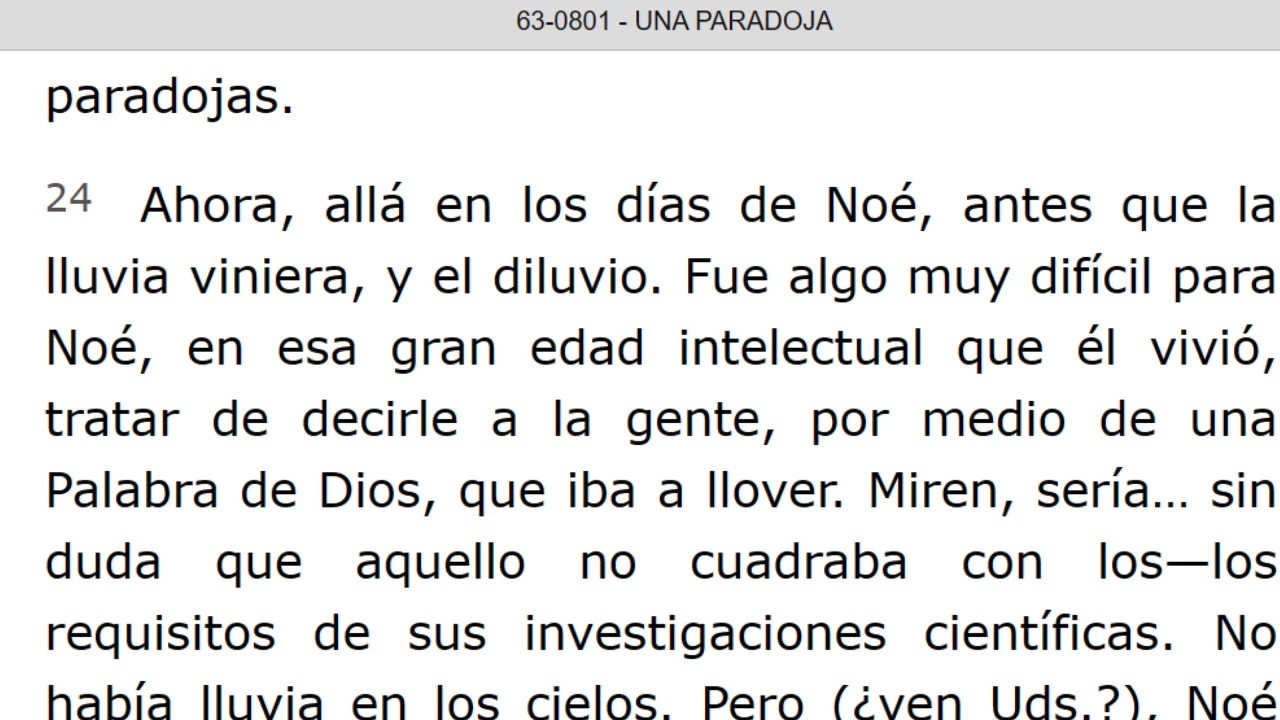 63-0801 - UNA PARADOJA
paradojas.
24 Ahora, allá en los días de Noé, antes que la
lluvia viniera, y el diluvio. Fue algo muy difícil para
Noé, en esa gran edad intelectual que él vivió,
tratar de decirle a la gente, por medio de una
Palabra de Dios, que iba a llover. Miren, sería… sin
duda que aquello no cuadraba con los—los
requisitos de sus investigaciones científicas. No
había lluvia en los cielos. Pero (¿ven Uds.?), Noé